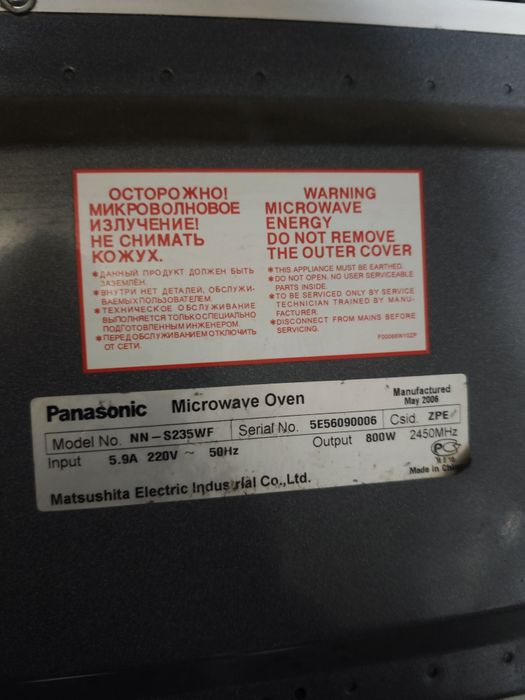 ОСТОРОЖНО!
МИКРОВОЛНОВОЕ
ИЗЛУЧЕНИЕ!
НЕ СНИМАТЬ
КОЖУХ.
*ДАННЫЙ ПРОДУКТ ДОЛЖЕН БЫТЬ
ЗАЗЕМЛЁН.
*ВНУТРИ НЕТ ДЕТАЛЕЙ, ОБСЛУЖИ-
ВАЕМЫХ ПОЛЬЗОВАТЕЛЕМ.
*ТЕХНИЧЕСКОЕ ОБСЛУЖИВАНИЕ
ВЫПОЛНЯЕТСЯ ТОЛЬКО СПЕЦИАЛЬНО
ПОДГОТОВЛЕННЫМ ИНЖЕНЕРОМ.
*ПЕРЕД ОБСЛУЖИВАНИЕМ ОТКЛЮЧИТЬ
ОТ СЕТИ.
WARNING
MICROWAVE
ENERGY
DO NOT REMOVE
THE OUTER COVER
*THIS APPLIANCE MUST BE EARTHED.
*DO NOT OPEN. NO USER SERVICEABLE
PARTS INSIDE.
*TO BE SERVICED ONLY BY SERVICE
TECHNICIAN TRAINED BY MANU-
FACTURER.
*DISCONNECT FROM MAINS BEFORE
SERVICING.
Panasonic Microwave Oven Manufactured
May 2006
Model No. NN-S235WF Serial No. 5E56090006 Csid. ZPE
Input 5.9A 220V ~ 50Hz Output 800W 2450MHz
Matsushita Electric Industrial Co.,Ltd. Made in China